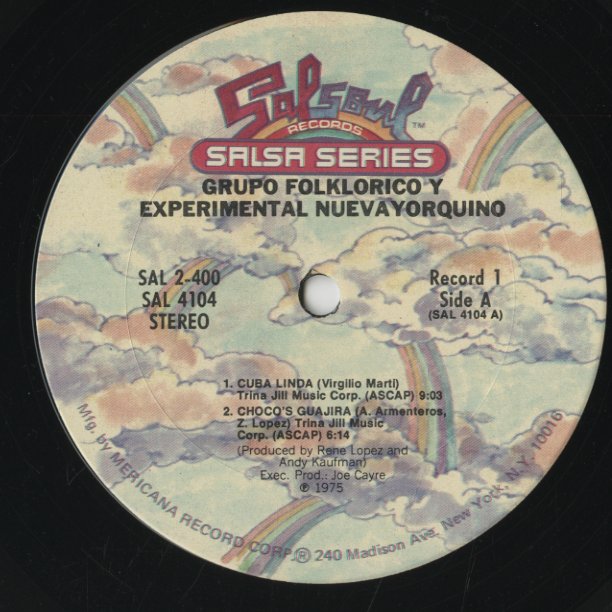 Salsoul™
RECORDS
SALSA SERIES
GRUPO FOLKLORICO Y
EXPERIMENTAL NUEVAYORQUINO
SAL 2-400
SAL 4104
STEREO
Record 1
Side A
(SAL 4104 A)
1. CUBA LINDA (Virgilio Marti)
Trina Jill Music Corp. (ASCAP) 9:03
2. CHOCO'S GUAJIRA (A. Armenteros,
Z. Lopez) Trina Jill Music
Corp. (ASCAP) 6:14
(Produced by Rene Lopez and
Andy Kaufman)
Exec. Prod.: Joe Cayre
℗ 1975
Mfg. by MERICANA RECORD CORP.® 240 Madison Ave. New York, N.Y. 10016